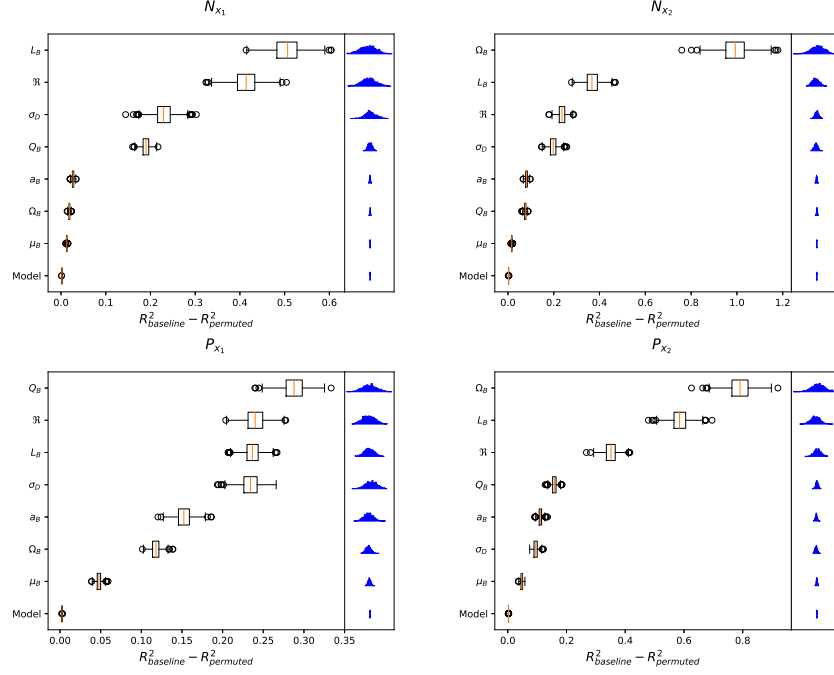 N_{x_1}
L_B
ℜ
σ_D
Q_B
a_B
Ω_B
μ_B
Model
0.0 0.1 0.2 0.3 0.4 0.5 0.6
R^2_{baseline} − R^2_{permuted}
N_{x_2}
Ω_B
L_B
ℜ
σ_D
a_B
Q_B
μ_B
Model
0.0 0.2 0.4 0.6 0.8 1.0 1.2
R^2_{baseline} − R^2_{permuted}
P_{x_1}
Q_B
ℜ
L_B
σ_D
a_B
Ω_B
μ_B
Model
0.00 0.05 0.10 0.15 0.20 0.25 0.30 0.35
R^2_{baseline} − R^2_{permuted}
P_{x_2}
Ω_B
L_B
ℜ
Q_B
a_B
σ_D
μ_B
Model
0.0 0.2 0.4 0.6 0.8
R^2_{baseline} − R^2_{permuted}